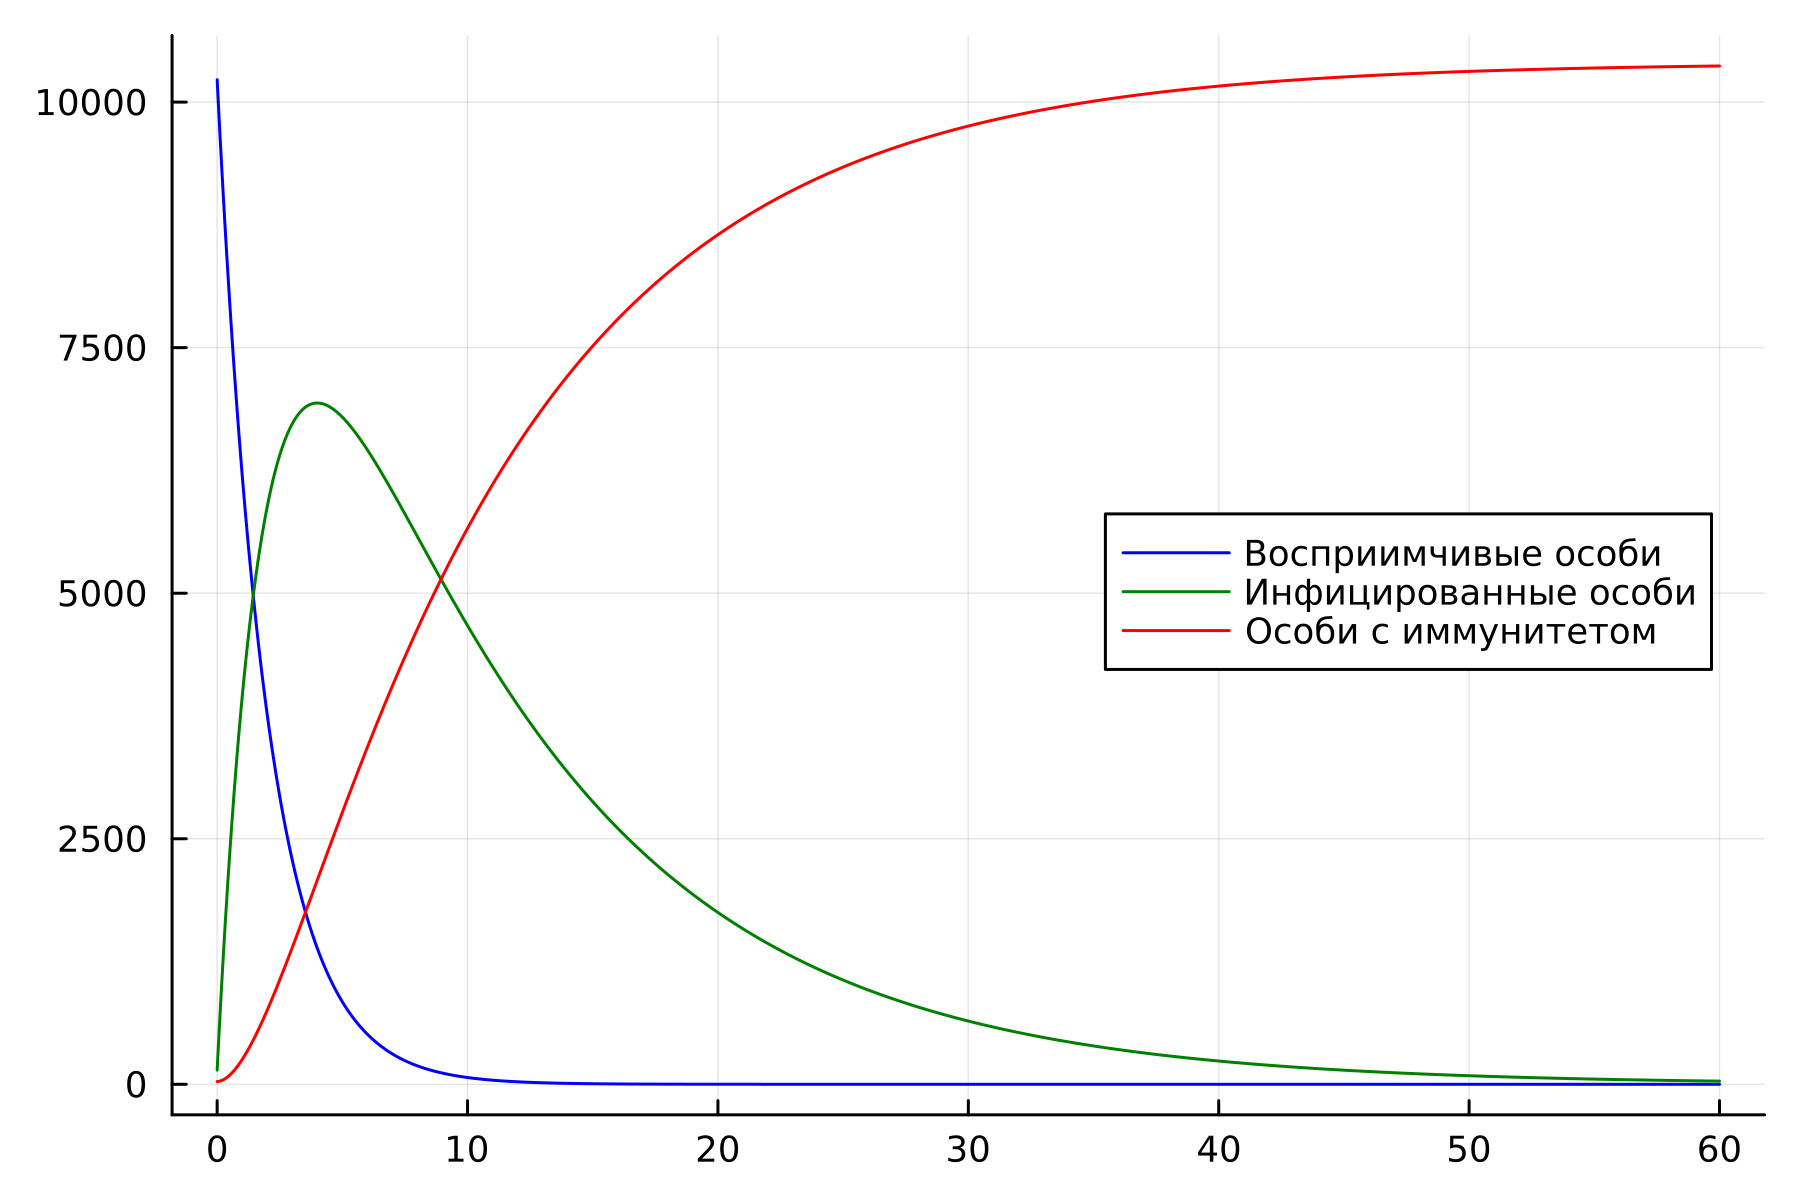 10000
7500
5000
2500
0
Восприимчивые особи
Инфицированные особи
Особи с иммунитетом
0 10 20 30 40 50 60